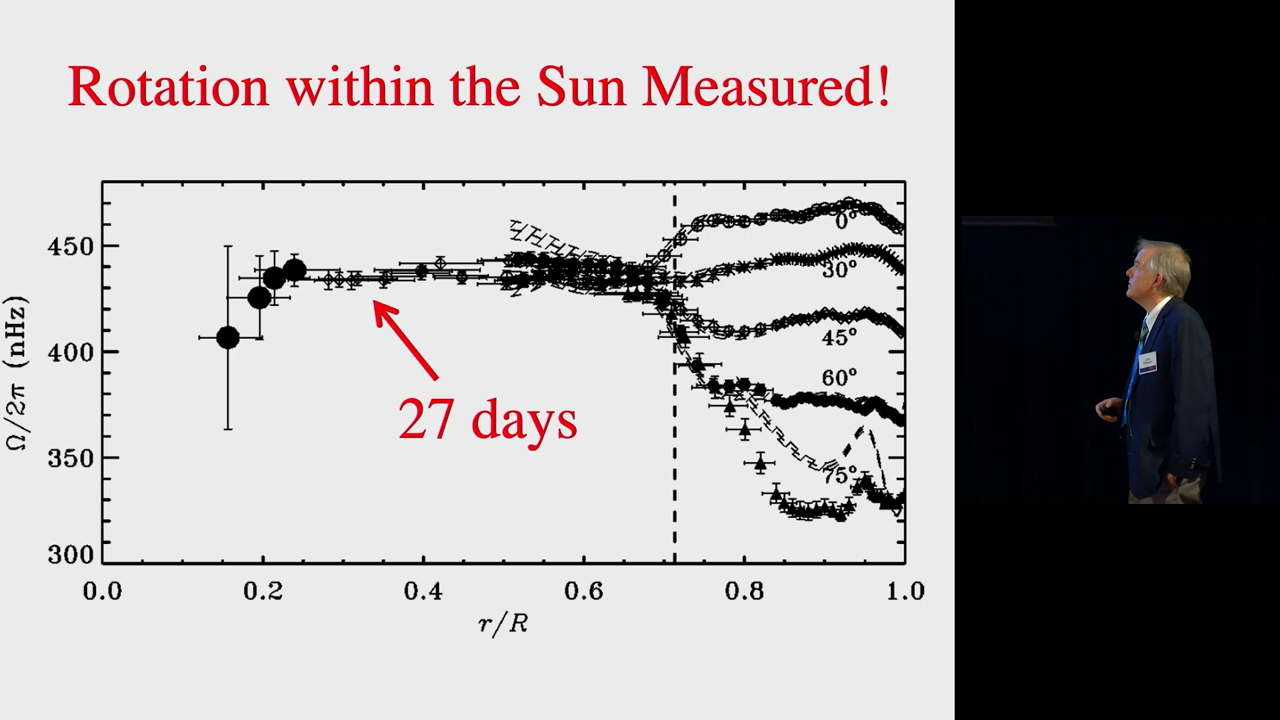 Rotation within the Sun Measured!
450
400
350
300
Ω/2π (nHz)
0°
30°
45°
60°
75°
27 days
0.0 0.2 0.4 0.6 0.8 1.0
r/R